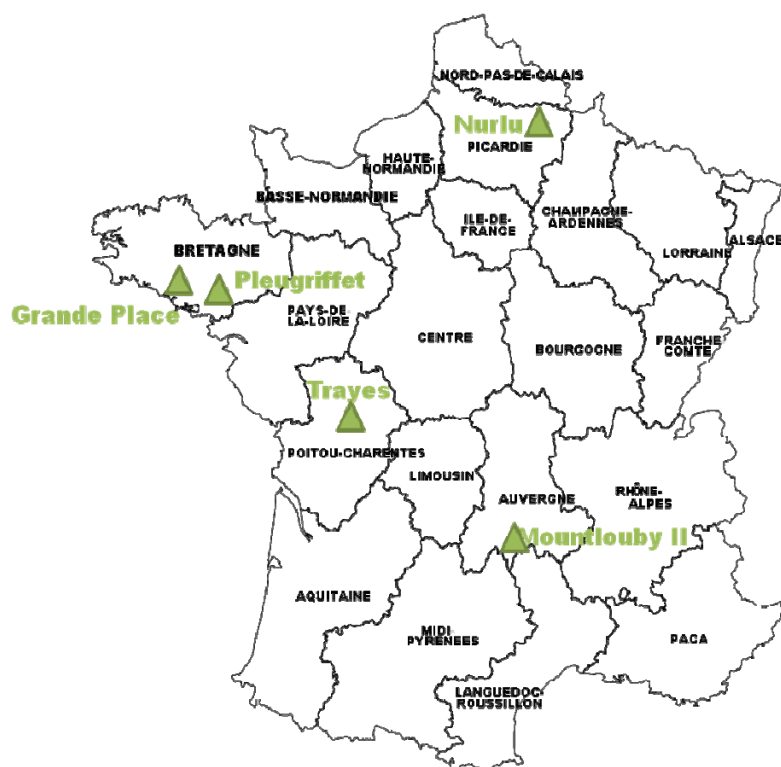 NORD-PAS-DE-CALAIS
Nurlu
PICARDIE
HAUTE-
NORMANDIE
BASSE-NORMANDIE
ILE-DE-
FRANCE
CHAMPAGNE-
ARDENNES
LORRAINE
ALSACE
BRETAGNE
Pleugriffet
Grande Place
PAYS-DE
LA-LOIRE
CENTRE
BOURGOGNE
FRANCHE
COMTE
Trayes
POITOU-CHARENTES
LIMOUSIN
AUVERGNE
RHÔNE-
ALPES
Mountlouby II
AQUITAINE
MIDI-
PYRENEES
PACA
LANGUEDOC-
ROUSSILLON